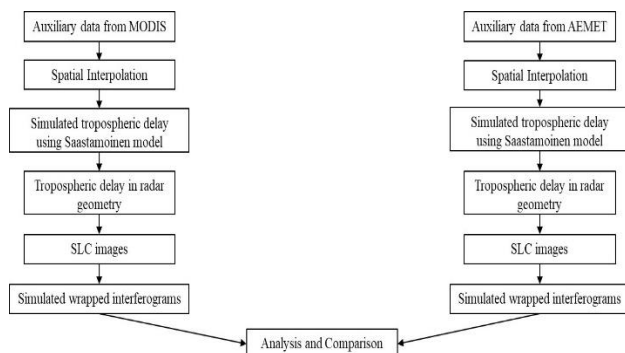 Auxiliary data from MODIS
Spatial Interpolation
Simulated tropospheric delay
using Saastamoinen model
Tropospheric delay in radar
geometry
SLC images
Simulated wrapped interferograms
Auxiliary data from AEMET
Spatial Interpolation
Simulated tropospheric delay
using Saastamoinen model
Tropospheric delay in radar
geometry
SLC images
Simulated wrapped interferograms
Analysis and Comparison